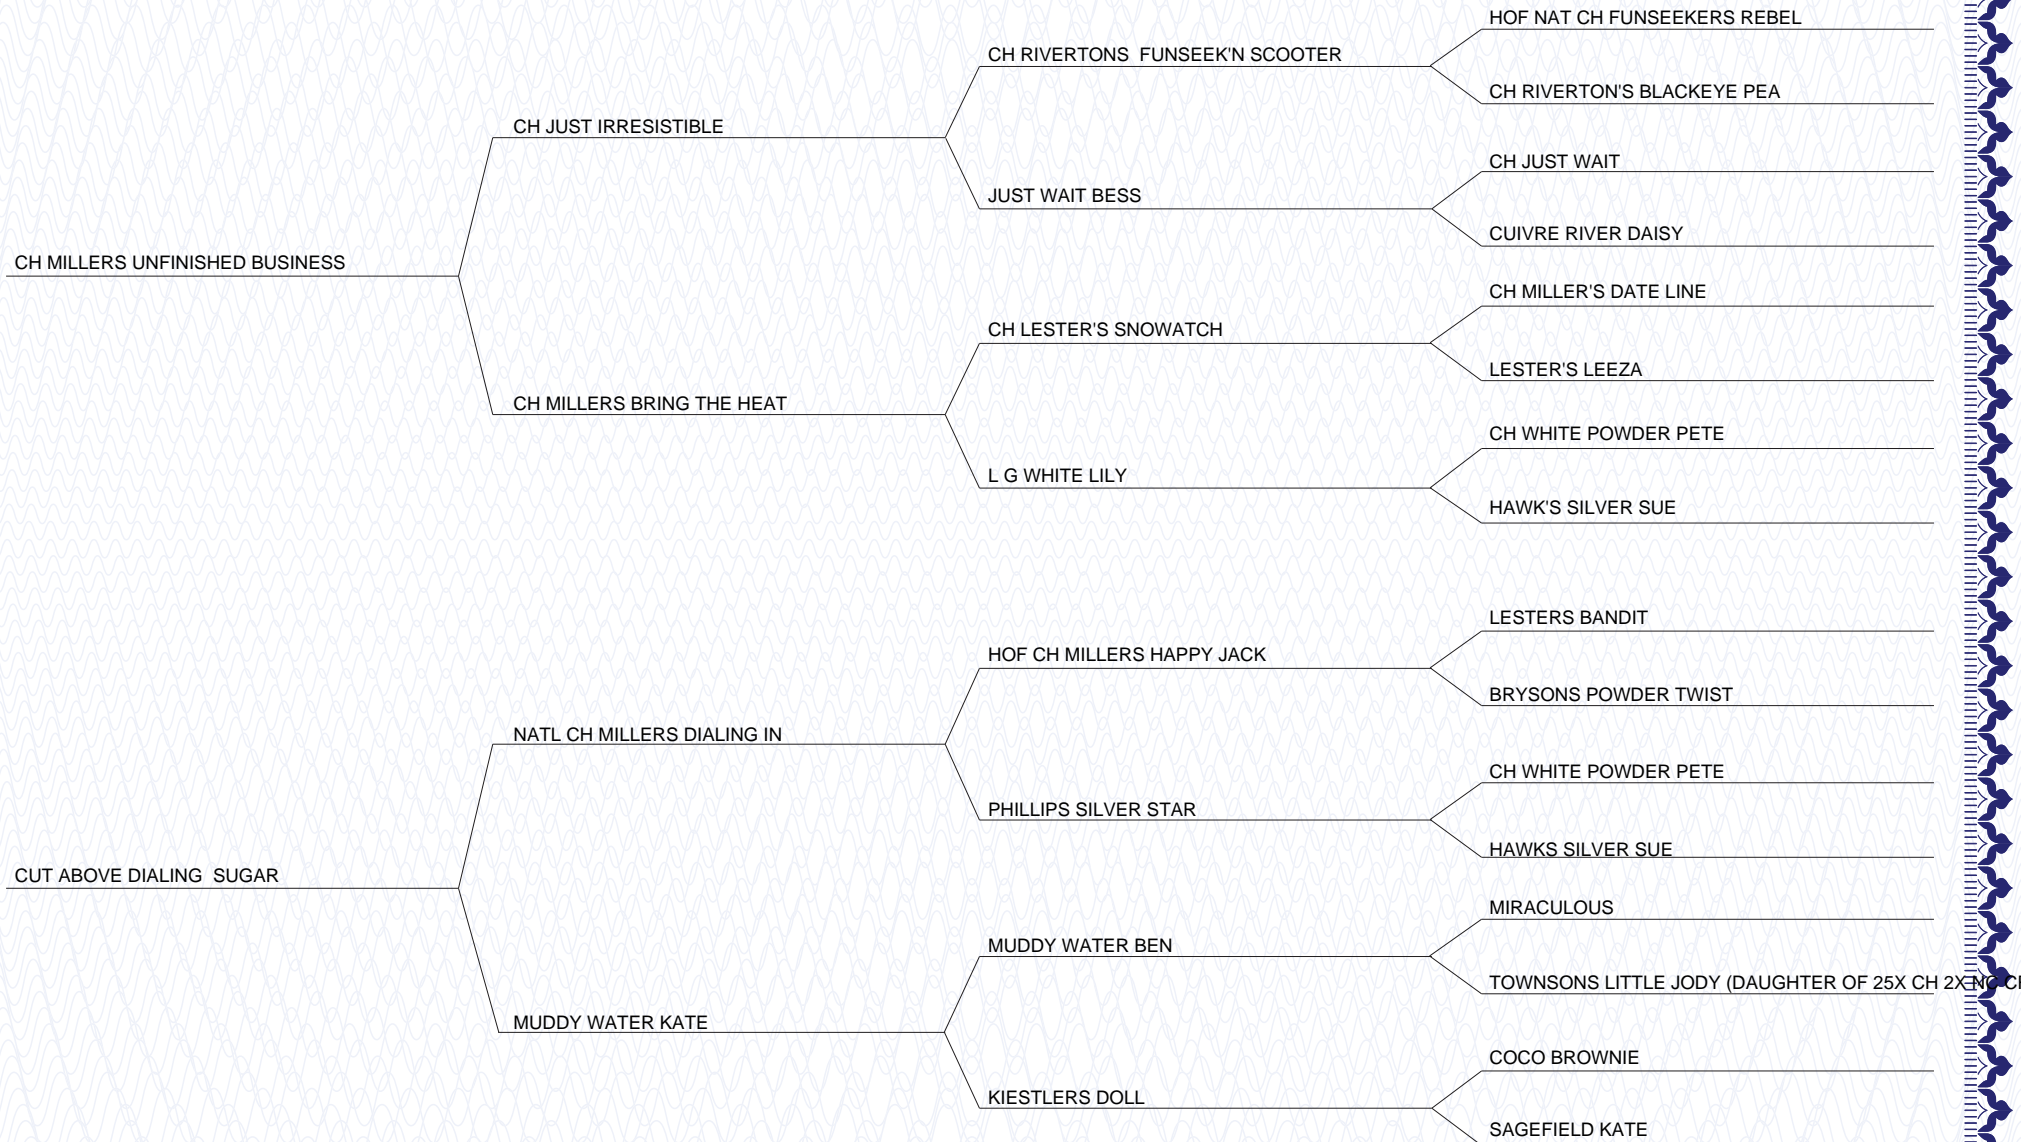 HOF NAT CH FUNSEEKERS REBEL
CH RIVERTONS  FUNSEEK'N SCOOTER
CH RIVERTON'S BLACKEYE PEA
CH JUST IRRESISTIBLE
CH JUST WAIT
JUST WAIT BESS
CUIVRE RIVER DAISY
CH MILLERS UNFINISHED BUSINESS
CH MILLER'S DATE LINE
CH LESTER'S SNOWATCH
LESTER'S LEEZA
CH MILLERS BRING THE HEAT
CH WHITE POWDER PETE
L G WHITE LILY
HAWK'S SILVER SUE
LESTERS BANDIT
HOF CH MILLERS HAPPY JACK
BRYSONS POWDER TWIST
NATL CH MILLERS DIALING IN
CH WHITE POWDER PETE
PHILLIPS SILVER STAR
HAWKS SILVER SUE
CUT ABOVE DIALING  SUGAR
MIRACULOUS
MUDDY WATER BEN
TOWNSONS LITTLE JODY (DAUGHTER OF 25X CH 2X NC
MUDDY WATER KATE
COCO BROWNIE
KIESTLERS DOLL
SAGEFIELD KATE